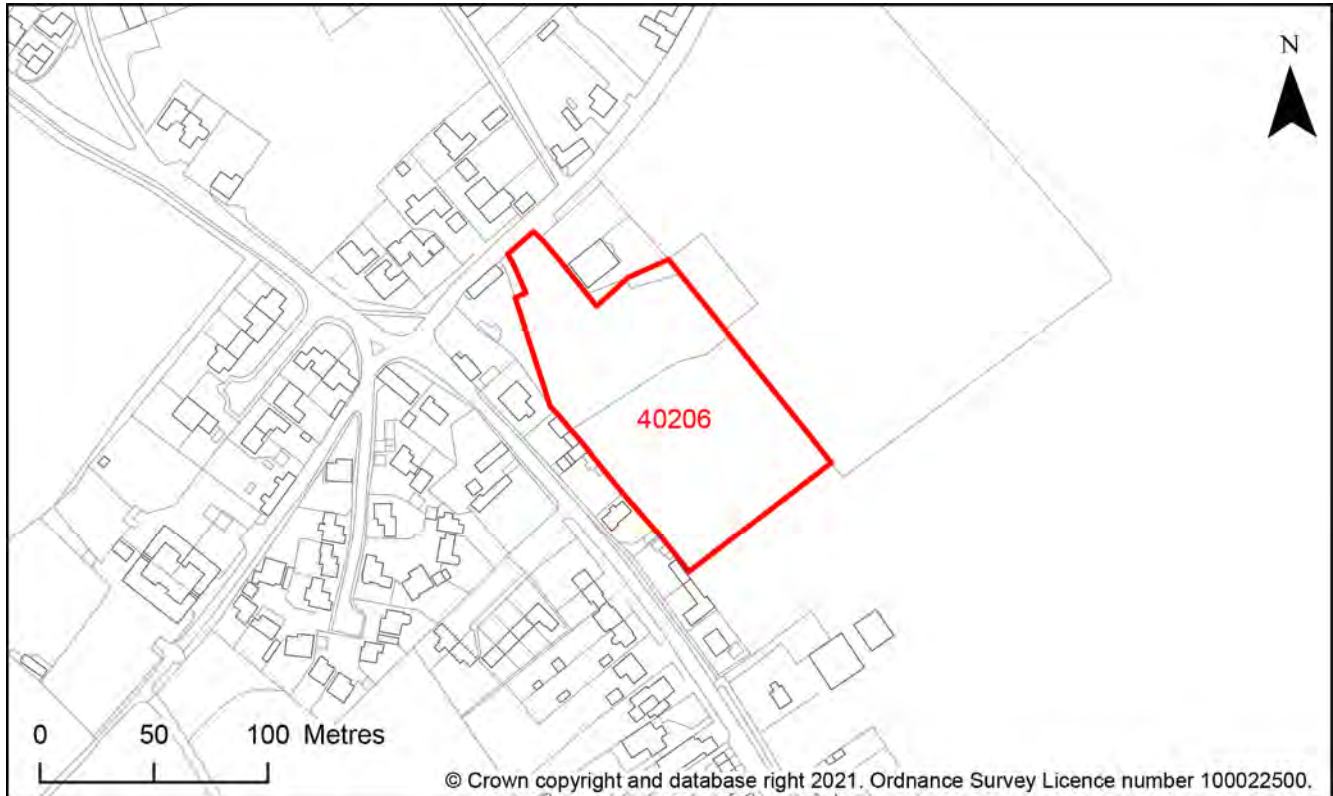 N
40206
0 50 100 Metres
© Crown copyright and database right 2021. Ordnance Survey Licence number 100022500.